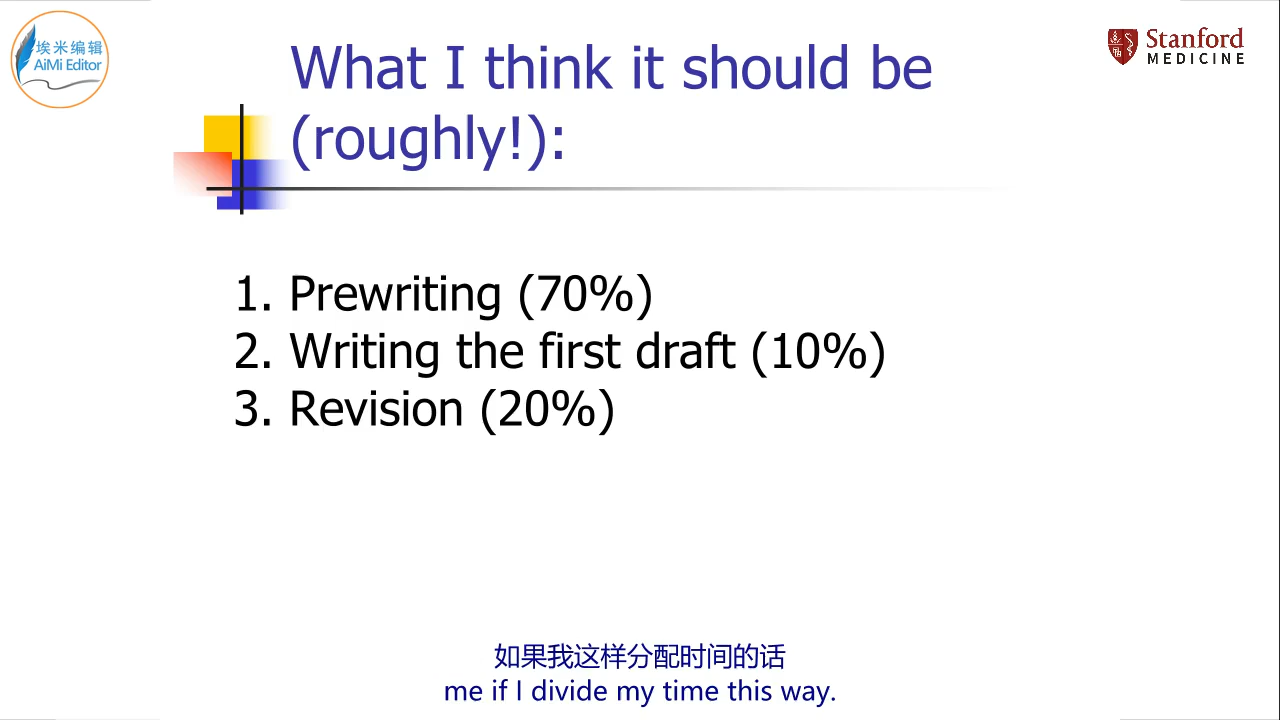 埃米编辑
AiMi Editor
Stanford
MEDICINE
What I think it should be
(roughly!):
1. Prewriting (70%)
2. Writing the first draft (10%)
3. Revision (20%)
如果我这样分配时间的话
me if I divide my time this way.